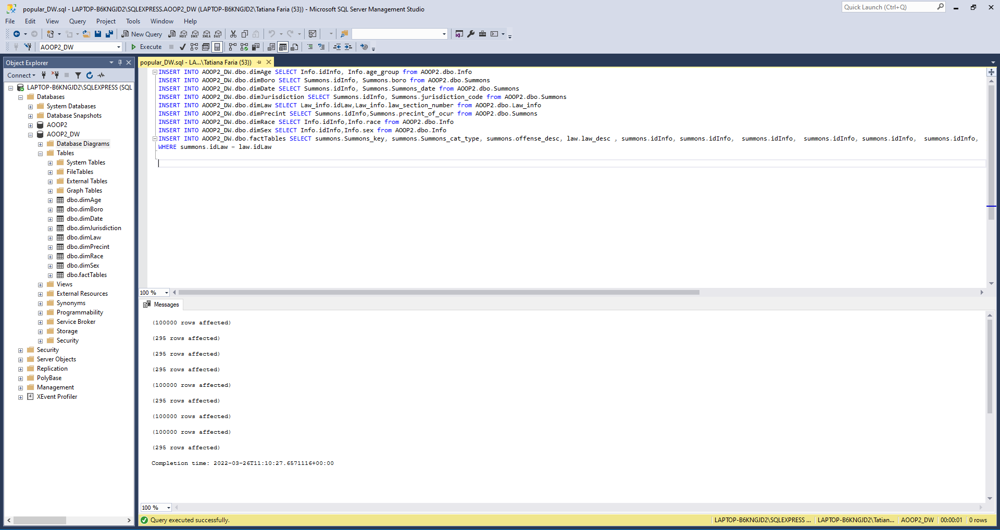 popular_DW.sql - LAPTOP-B6KNGJD2\SQLEXPRESS.AOOP2_DW (LAPTOP-B6KNGJD2\Tatiana Faria (53)) - Microsoft SQL Server Management Studio
Quick Launch (Ctrl+Q)
File Edit View Query Project Tools Window Help
New Query MDX DMX XMLA DAX
AOOP2_DW Execute
Object Explorer
Connect
LAPTOP-B6KNGJD2\SQLEXPRESS (SQL
Databases
System Databases
Database Snapshots
AOOP2
AOOP2_DW
Database Diagrams
Tables
System Tables
FileTables
External Tables
Graph Tables
dbo.dimAge
dbo.dimBoro
dbo.dimDate
dbo.dimJurisdiction
dbo.dimLaw
dbo.dimPrecint
dbo.dimRace
dbo.dimSex
dbo.factTables
Views
External Resources
Synonyms
Programmability
Service Broker
Storage
Security
Security
Server Objects
Replication
PolyBase
Management
XEvent Profiler
popular_DW.sql - LA...\Tatiana Faria (53))
INSERT INTO AOOP2_DW.dbo.dimAge SELECT Info.idInfo, Info.age_group from AOOP2.dbo.Info
INSERT INTO AOOP2_DW.dbo.dimBoro SELECT Summons.idInfo, Summons.boro from AOOP2.dbo.Summons
INSERT INTO AOOP2_DW.dbo.dimDate SELECT Summons.idInfo, Summons.Summons_date from AOOP2.dbo.Summons
INSERT INTO AOOP2_DW.dbo.dimJurisdiction SELECT Summons.idInfo, Summons.jurisdiction_code from AOOP2.dbo.Summons
INSERT INTO AOOP2_DW.dbo.dimLaw SELECT Law_info.idLaw,Law_info.law_section_number from AOOP2.dbo.Law_info
INSERT INTO AOOP2_DW.dbo.dimPrecint SELECT Summons.idInfo,Summons.precint_of_ocur from AOOP2.dbo.Summons
INSERT INTO AOOP2_DW.dbo.dimRace SELECT Info.idInfo,Info.race from AOOP2.dbo.Info
INSERT INTO AOOP2_DW.dbo.dimSex SELECT Info.idInfo,Info.sex from AOOP2.dbo.Info
INSERT INTO AOOP2_DW.dbo.factTables SELECT summons.Summons_key, summons.Summons_cat_type, summons.offense_desc, law.law_desc , summons.idInfo, summons.idInfo, summons.idInfo, summons.idInfo, summons.idInfo, summons.idInfo,
WHERE summons.idLaw = law.idLaw
100 %
Messages
(100000 rows affected)
(295 rows affected)
(295 rows affected)
(295 rows affected)
(100000 rows affected)
(295 rows affected)
(100000 rows affected)
(100000 rows affected)
(295 rows affected)
Completion time: 2022-03-26T11:10:27.6571116+00:00
100 %
Query executed successfully.
LAPTOP-B6KNGJD2\SQLEXPRESS ... LAPTOP-B6KNGJD2\Tatian... AOOP2_DW 00:00:01 0 rows